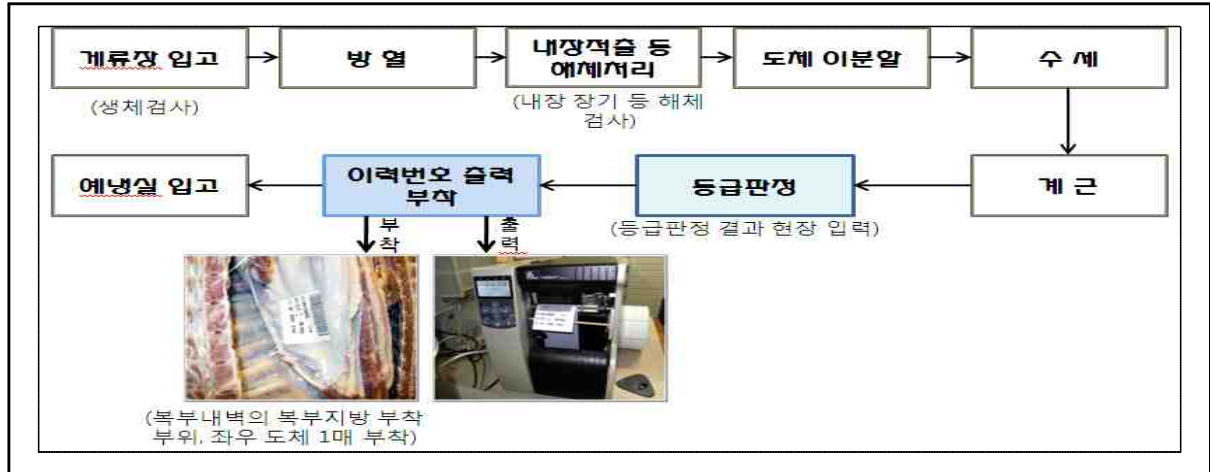 계류장 입고
방 혈
내장적출 등
해체처리
도체 이분할
수 세
(생체검사)
(내장 장기 등 해체
검사)
예냉실 입고
이력번호 출력
부착
등급판정
계 근
(등급판정 결과 현장 입력)
부
착
출
력
(복부내벽의 복부지방 부착
부위, 좌우 도체 1매 부착)